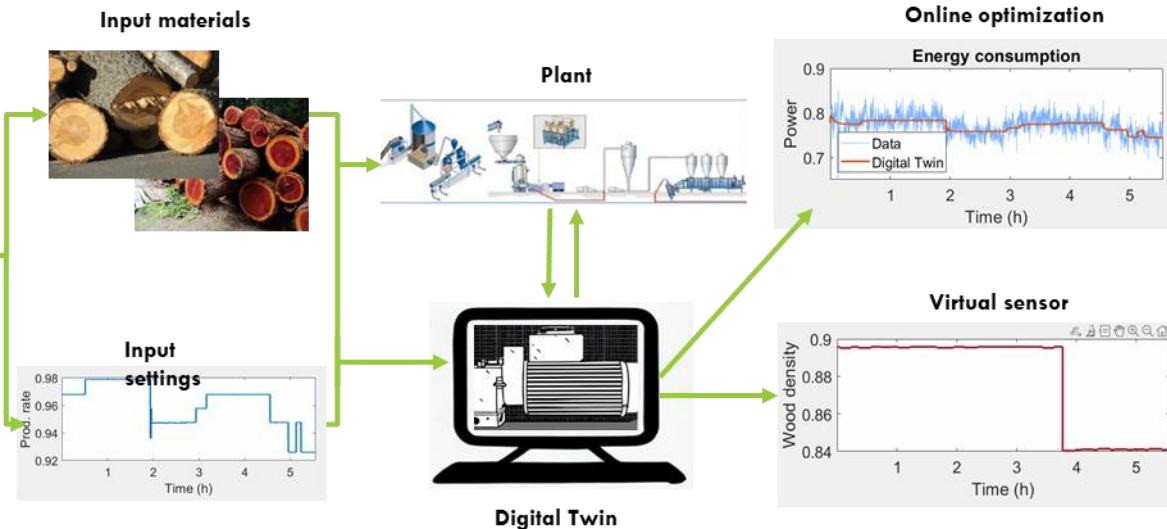 Input materials
Plant
Online optimization
Energy consumption
0.9
0.8
0.7
Power
Data
Digital Twin
1 2 3 4 5
Time (h)
Input
settings
0.98
0.96
0.94
0.92
Prod. rate
1 2 3 4 5
Time (h)
Digital Twin
Virtual sensor
0.9
0.88
0.86
0.84
Wood density
1 2 3 4 5
Time (h)